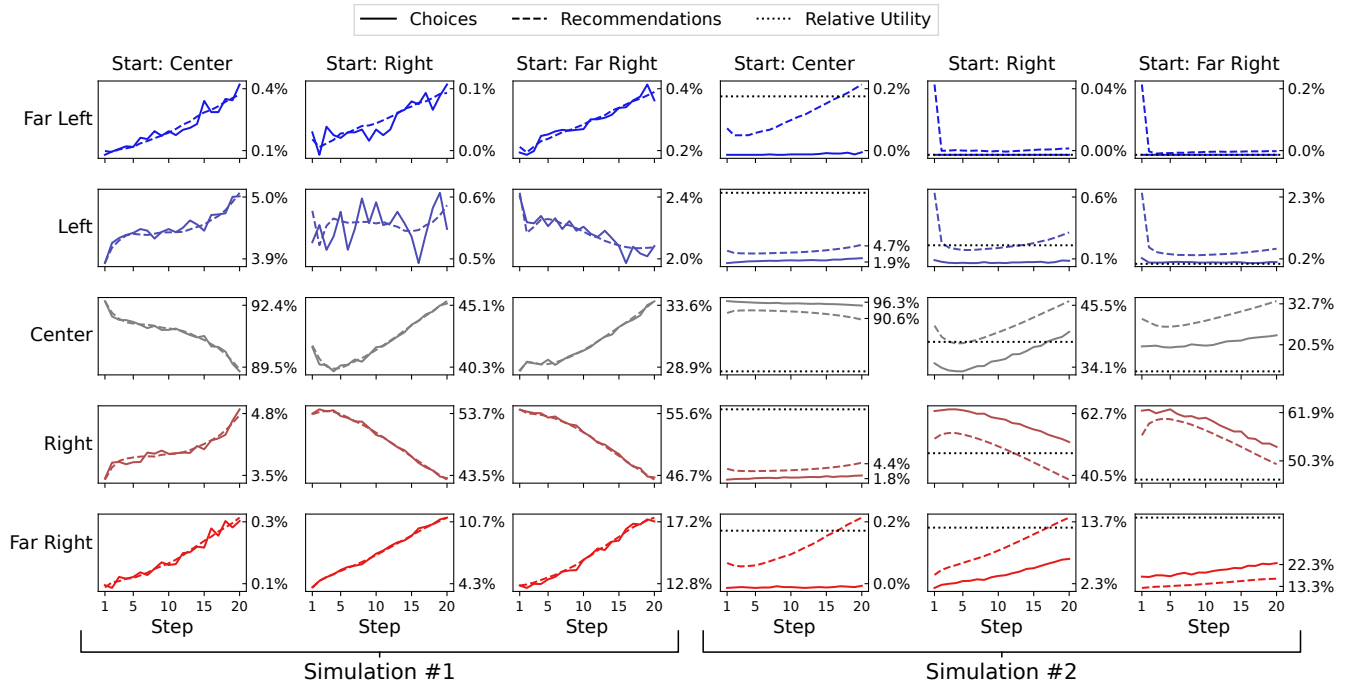 Choices Recommendations Relative Utility
Start: Center Start: Right Start: Far Right Start: Center Start: Right Start: Far Right
Far Left
0.4% 0.1% 0.4% 0.2% 0.04% 0.2%
0.1% 0.0% 0.2% 0.0% 0.00% 0.0%
Left
5.0% 0.6% 2.4% 4.7% 0.6% 2.3%
3.9% 0.5% 2.0% 1.9% 0.1% 0.2%
Center
92.4% 45.1% 33.6% 96.3% 45.5% 32.7%
89.5% 40.3% 28.9% 90.6% 34.1% 20.5%
Right
4.8% 53.7% 55.6% 4.4% 62.7% 61.9%
3.5% 43.5% 46.7% 1.8% 40.5% 50.3%
Far Right
0.3% 10.7% 17.2% 0.2% 13.7% 22.3%
0.1% 4.3% 12.8% 0.0% 2.3% 13.3%
1 5 10 15 20 1 5 10 15 20 1 5 10 15 20 1 5 10 15 20 1 5 10 15 20 1 5 10 15 20
Step Step Step Step Step Step
Simulation #1 Simulation #2